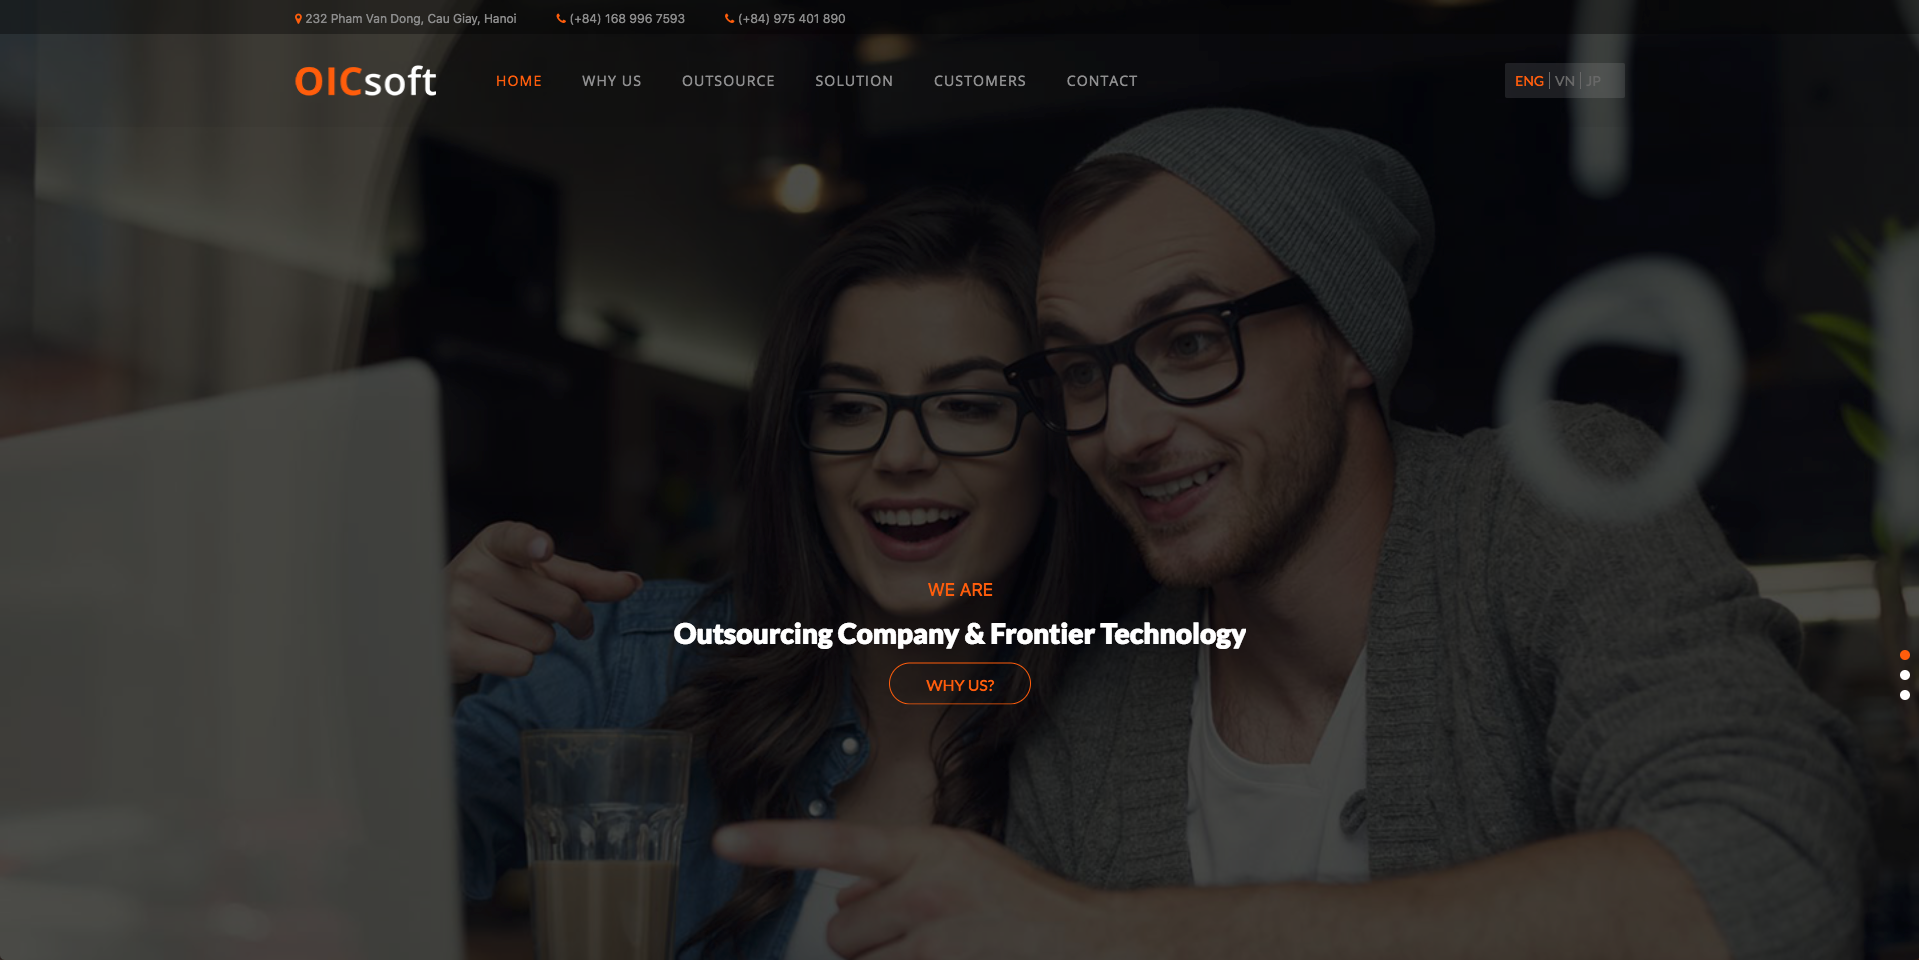 232 Pham Van Dong, Cau Giay, Hanoi (+84) 168 996 7593 (+84) 975 401 890
OICsoft HOME WHY US OUTSOURCE SOLUTION CUSTOMERS CONTACT ENG | VN | JP
WE ARE
Outsourcing Company & Frontier Technology
WHY US?